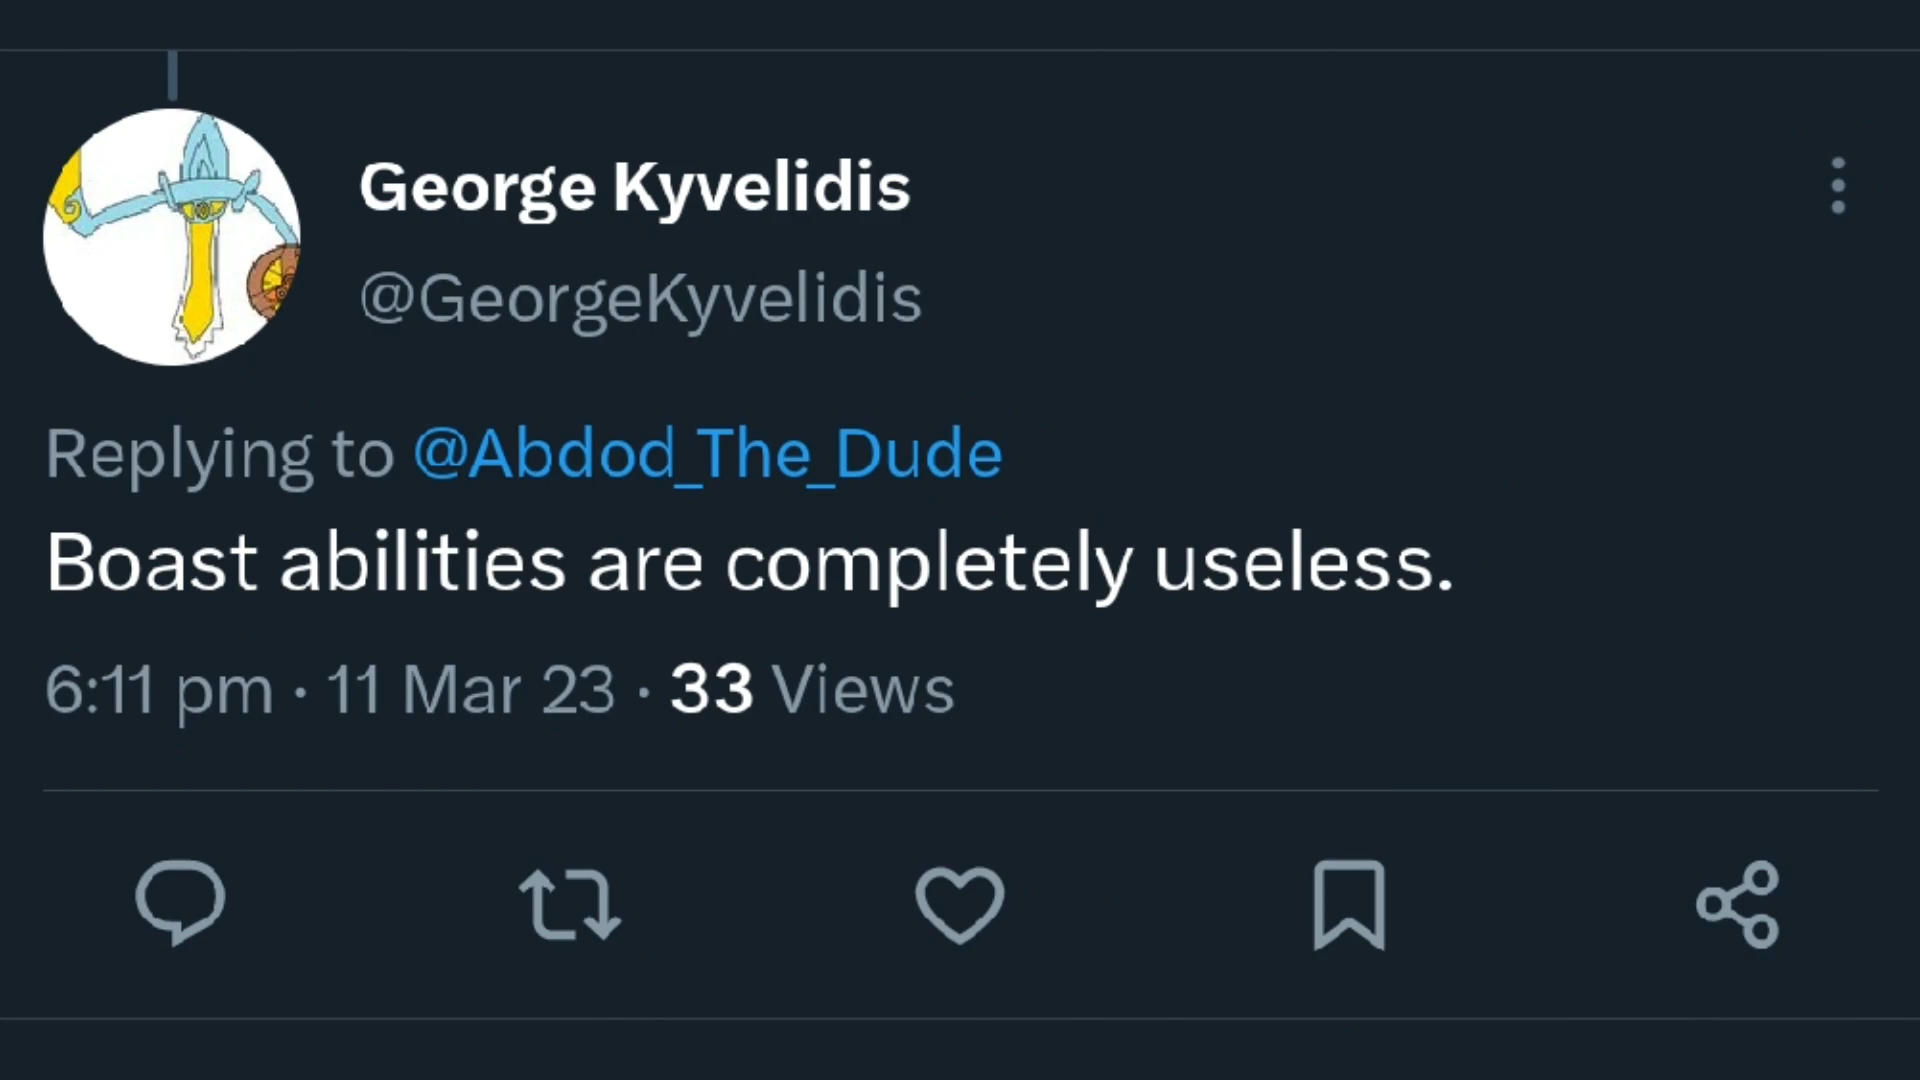 George Kyvelidis
@GeorgeKyvelidis
Replying to @Abdod_The_Dude
Boast abilities are completely useless.
6:11 pm · 11 Mar 23 · 33 Views